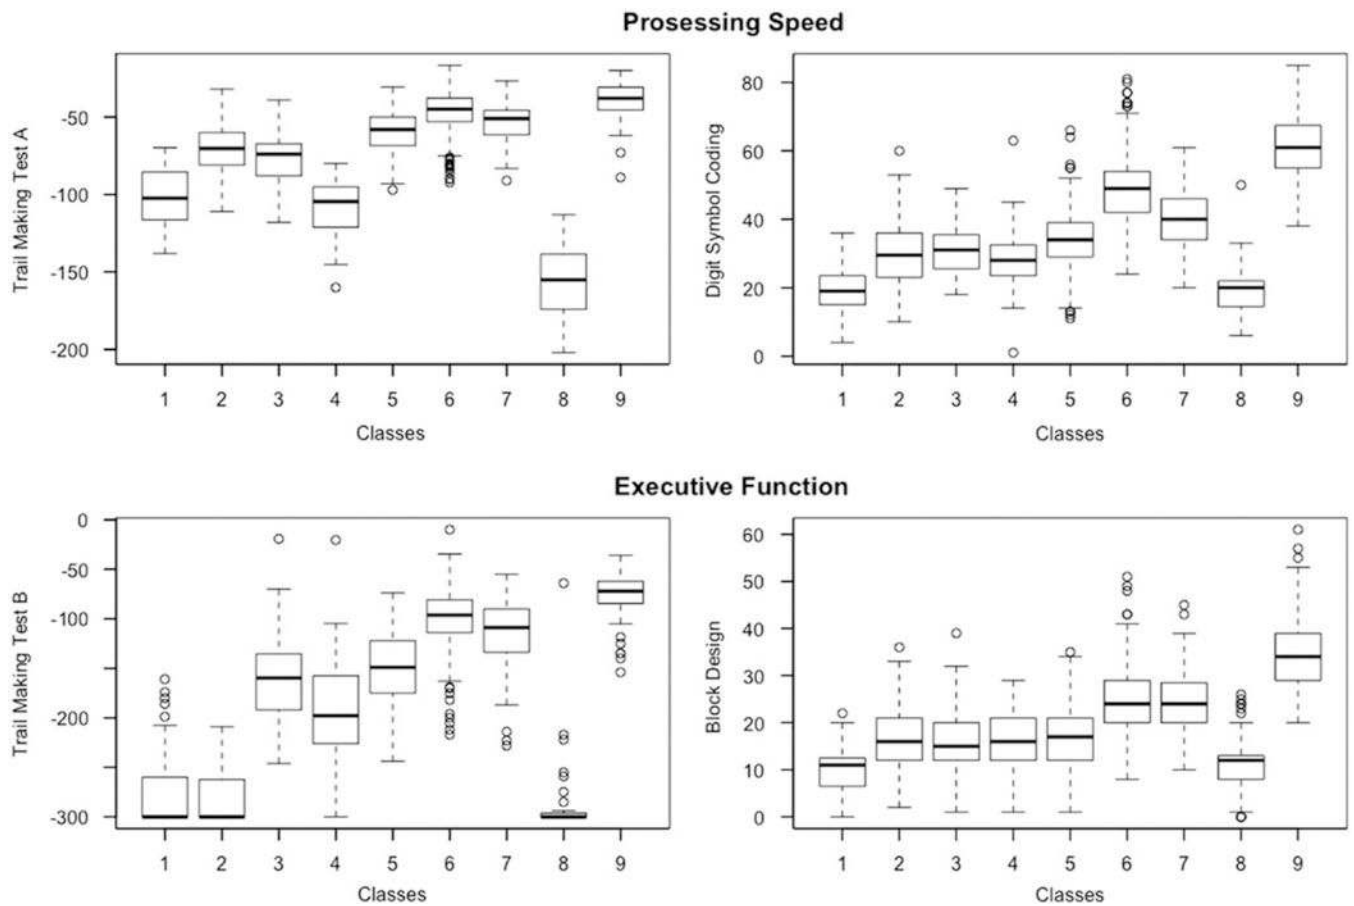 Prosessing Speed
Trail Making Test A
-50
-100
-150
-200
1 2 3 4 5 6 7 8 9
Classes
Digit Symbol Coding
80
60
40
20
0
1 2 3 4 5 6 7 8 9
Classes
Executive Function
Trail Making Test B
0
-50
-100
-200
-300
1 2 3 4 5 6 7 8 9
Classes
Block Design
60
50
40
30
20
10
0
1 2 3 4 5 6 7 8 9
Classes